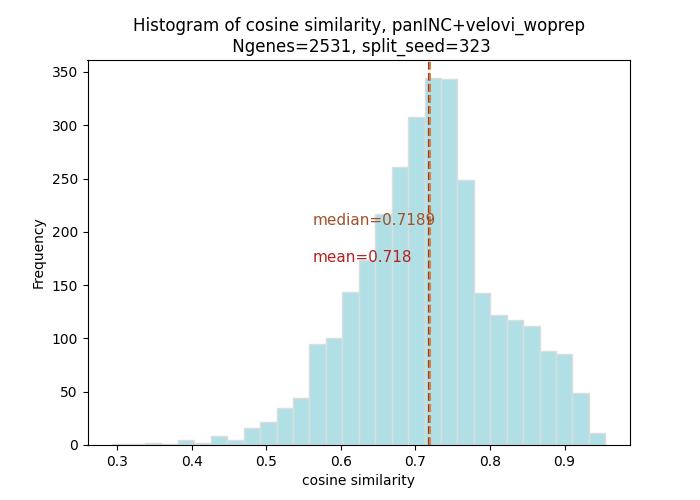 Histogram of cosine similarity, panINC+velovi_woprep
Ngenes=2531, split_seed=323
350
300
250
200
150
100
50
0
Frequency
median=0.7189
mean=0.718
0.3 0.4 0.5 0.6 0.7 0.8 0.9
cosine similarity